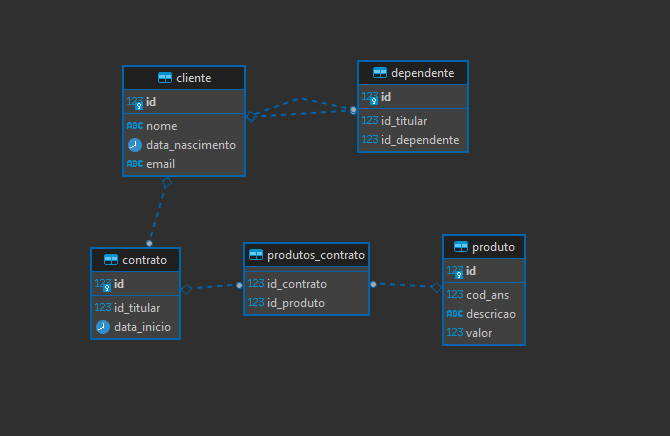 cliente
123 id
ABC nome
data_nascimento
ABC email
dependente
123 id
123 id_titular
123 id_dependente
contrato
123 id
123 id_titular
data_inicio
produtos_contrato
123 id_contrato
123 id_produto
produto
123 id
123 cod_ans
ABC descricao
123 valor